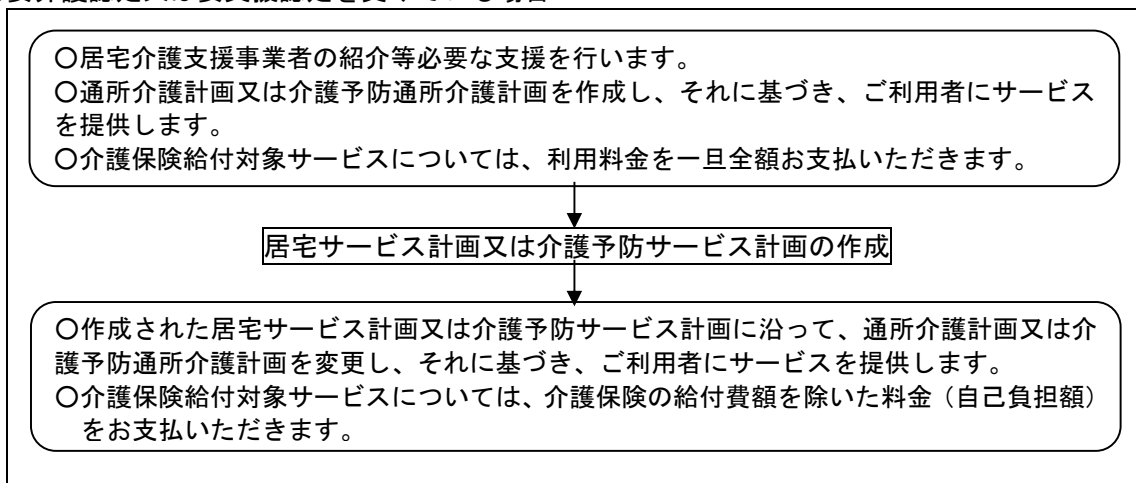 〇居宅介護支援事業者の紹介等必要な支援を行います。
〇通所介護計画又は介護予防通所介護計画を作成し、それに基づき、ご利用者にサービス
を提供します。
〇介護保険給付対象サービスについては、利用料金を一旦全額お支払いただきます。
居宅サービス計画又は介護予防サービス計画の作成
〇作成された居宅サービス計画又は介護予防サービス計画に沿って、通所介護計画又は介
護予防通所介護計画を変更し、それに基づき、ご利用者にサービスを提供します。
〇介護保険給付対象サービスについては、介護保険の給付費額を除いた料金（自己負担額）
をお支払いただきます。